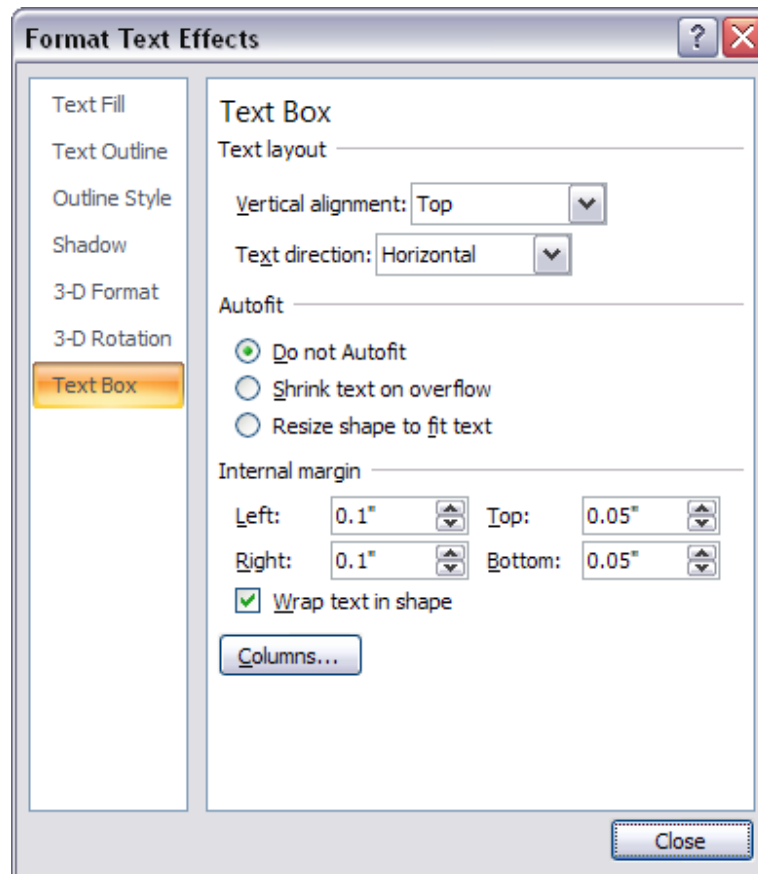 Format Text Effects
?
Text Fill
Text Outline
Outline Style
Shadow
3-D Format
3-D Rotation
Text Box
Text Box
Text layout
Vertical alignment: Top
Text direction: Horizontal
Autofit
Do not Autofit
Shrink text on overflow
Resize shape to fit text
Internal margin
Left: 0.1" Top: 0.05"
Right: 0.1" Bottom: 0.05"
Wrap text in shape
Columns...
Close